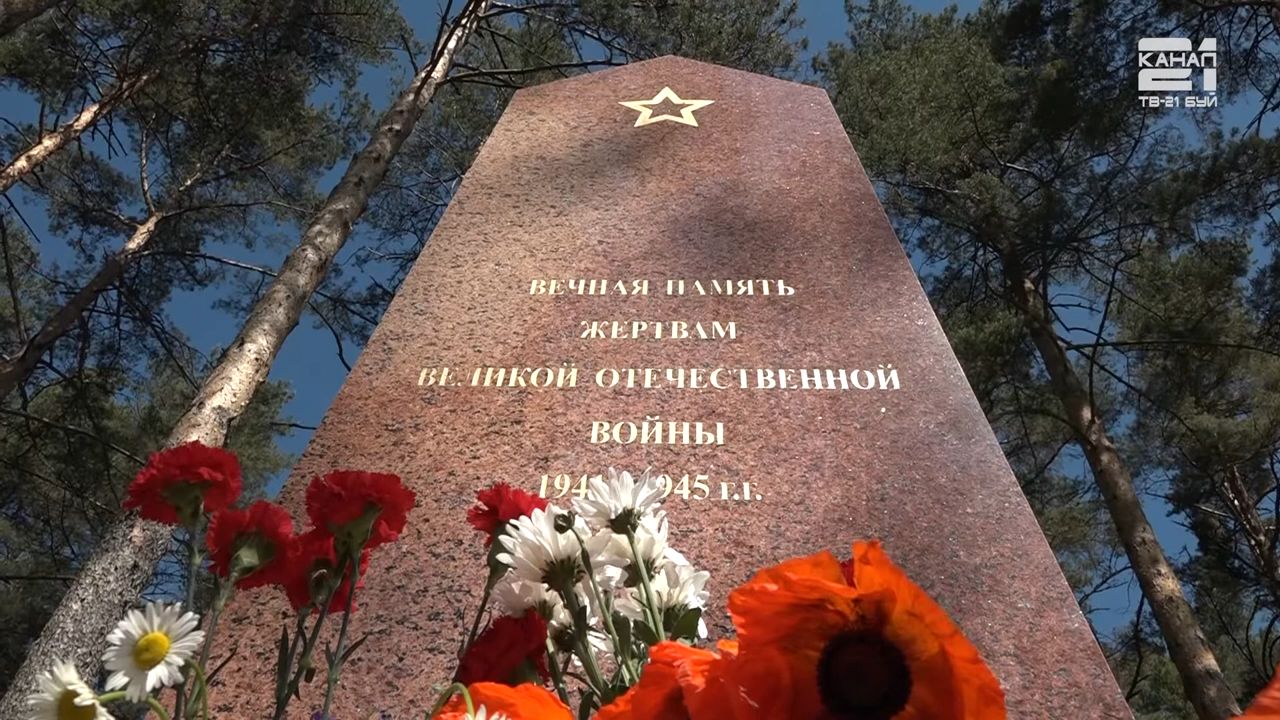 КАНАЛ
21
ТВ-21 БУЙ
ВЕЧНАЯ ПАМЯТЬ
ЖЕРТВАМ
ВЕЛИКОЙ ОТЕЧЕСТВЕННОЙ
ВОЙНЫ
945 г.г.